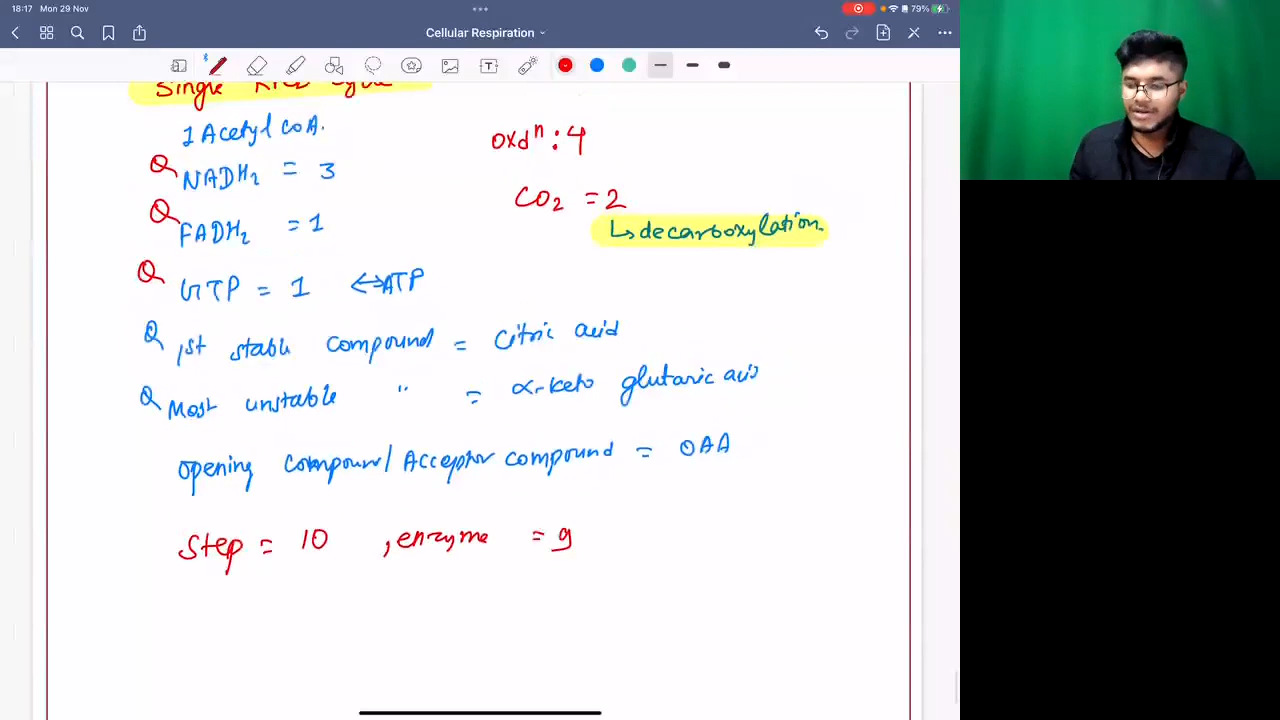 18:17 Mon 29 Nov
79%
Cellular Respiration
Single
1 Acetyl CoA.
Q NADH₂ = 3
Q FADH₂ = 1
Q GTP = 1 ↔ATP
Q 1st stable compound = Citric acid
Q Most unstable " = α-keto glutaric acid
opening compound/Acceptor compound = OAA
Step = 10 , enzyme = 9
oxdⁿ : 4
CO₂ = 2
↳ decarboxylation.